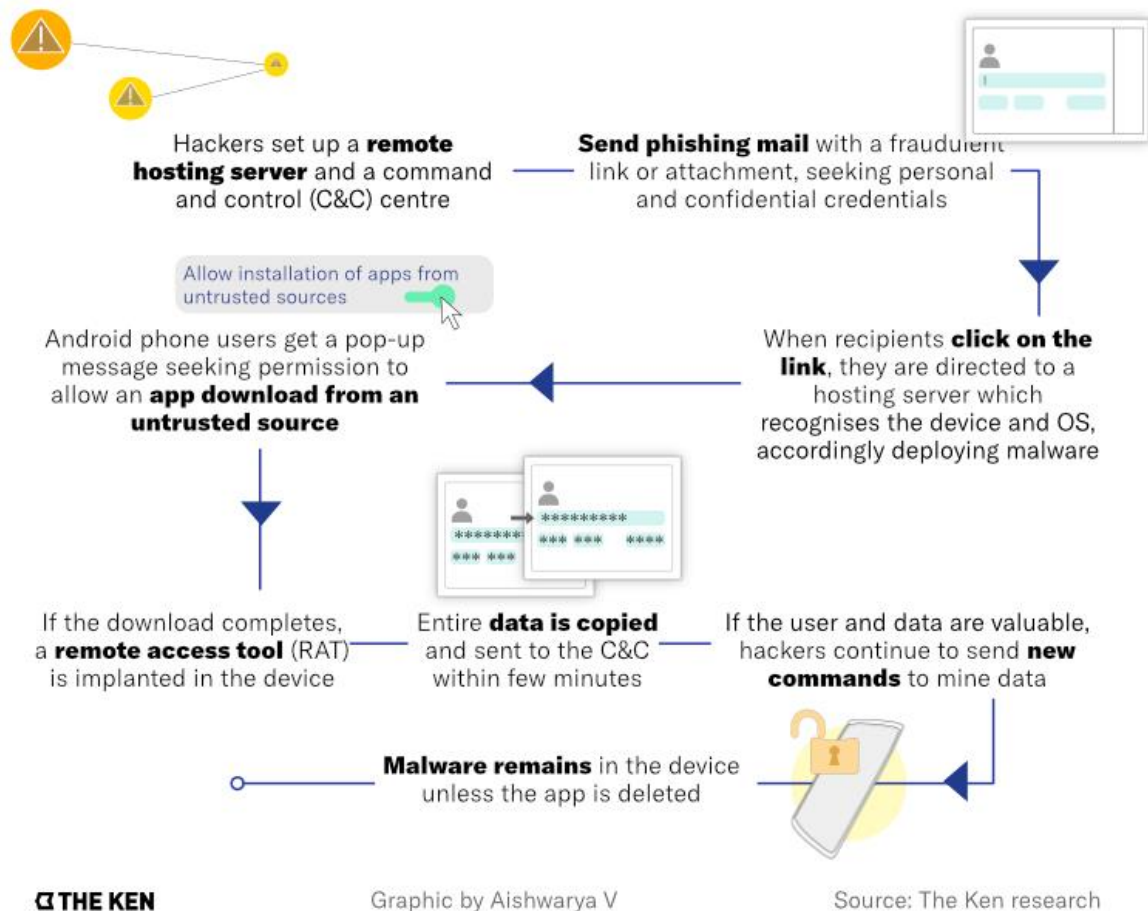 Hackers set up a remote
hosting server and a command
and control (C&C) centre
Send phishing mail with a fraudulent
link or attachment, seeking personal
and confidential credentials
When recipients click on the
link, they are directed to a
hosting server which
recognises the device and OS,
accordingly deploying malware
Allow installation of apps from
untrusted sources
Android phone users get a pop-up
message seeking permission to
allow an app download from an
untrusted source
If the download completes,
a remote access tool (RAT)
is implanted in the device
********
*** ***
*********
*** *** ****
Entire data is copied
and sent to the C&C
within few minutes
If the user and data are valuable,
hackers continue to send new
commands to mine data
Malware remains in the device
unless the app is deleted
THE KEN
Graphic by Aishwarya V
Source: The Ken research